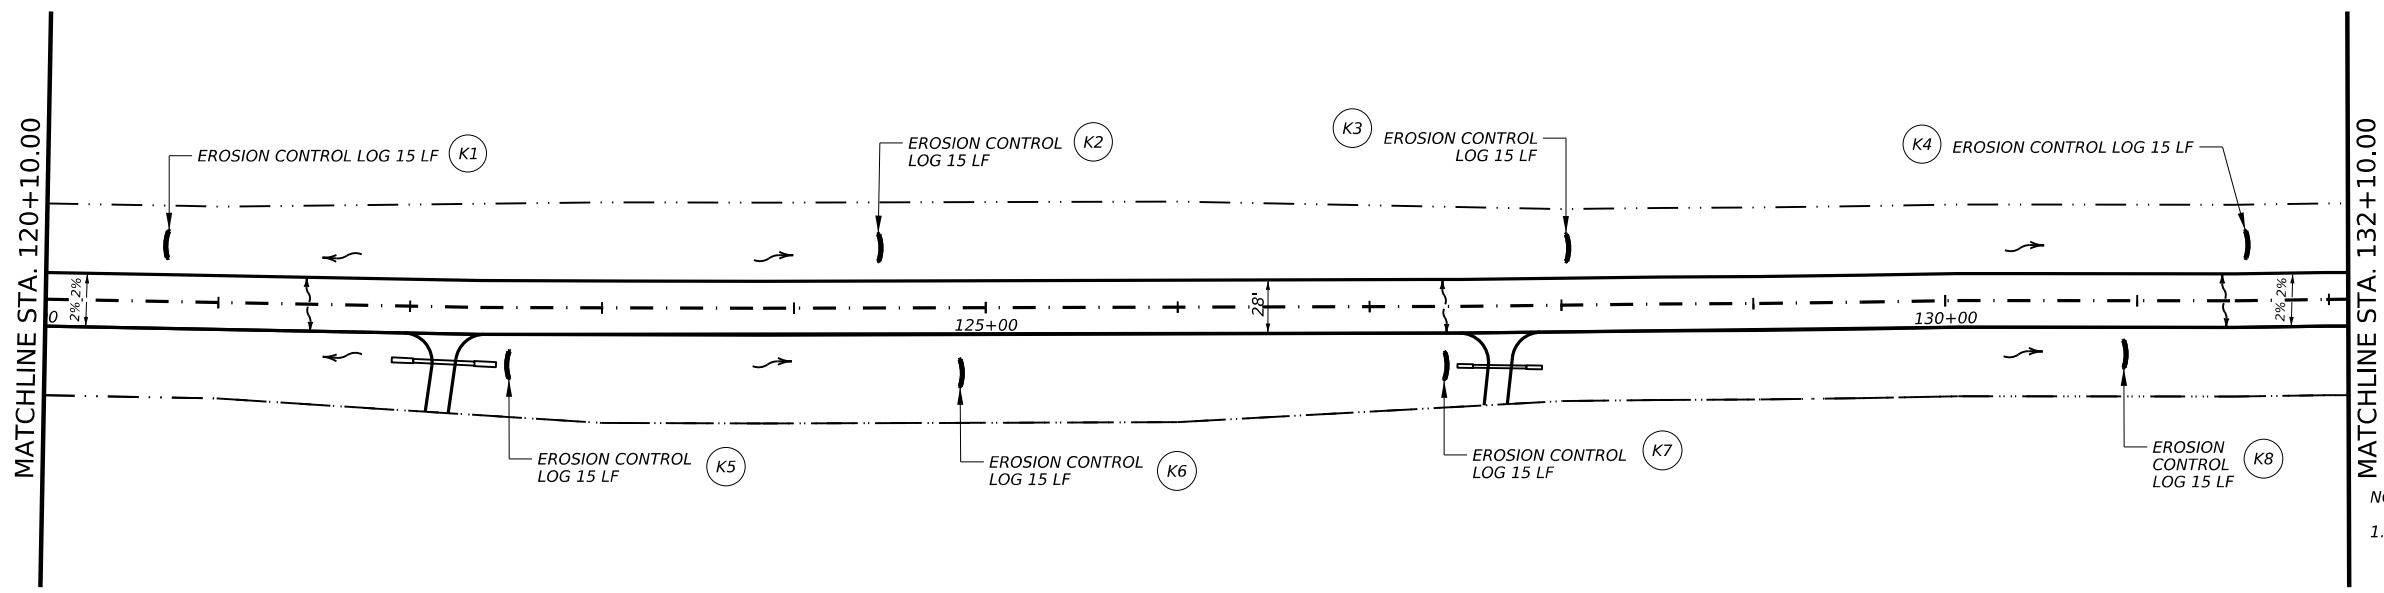 MATCHLINE STA. 120+10.00
EROSION CONTROL LOG 15 LF
K1
EROSION CONTROL
LOG 15 LF
K2
K3
EROSION CONTROL
LOG 15 LF
K4
EROSION CONTROL LOG 15 LF
MATCHLINE STA. 132+10.00
2% 2%
0
28'
125+00
130+00
2% 2%
EROSION CONTROL
LOG 15 LF
K5
EROSION CONTROL
LOG 15 LF
K6
EROSION CONTROL
LOG 15 LF
K7
EROSION
CONTROL
LOG 15 LF
K8
1.